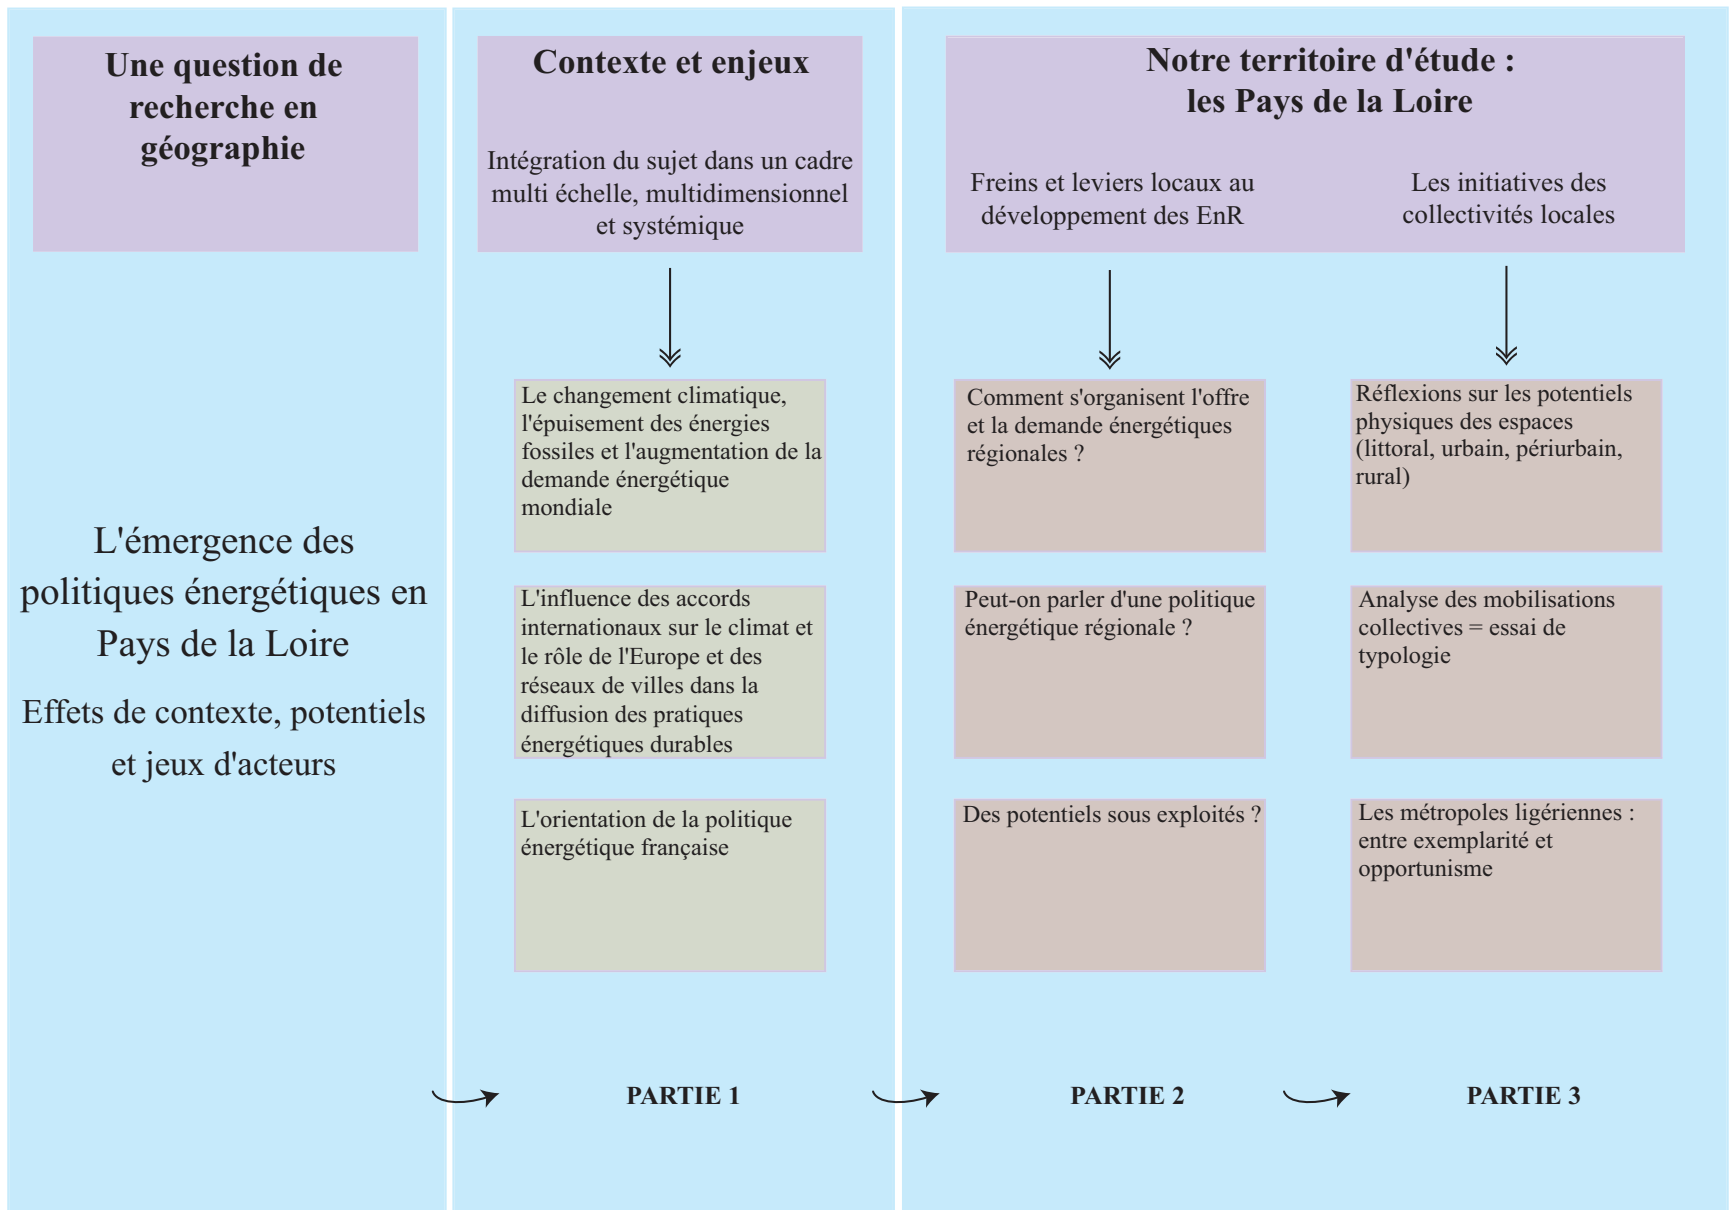 Une question de
recherche en
géographie
L'émergence des
politiques énergétiques en
Pays de la Loire
Effets de contexte, potentiels
et jeux d'acteurs
Contexte et enjeux
Intégration du sujet dans un cadre
multi échelle, multidimensionnel
et systémique
Le changement climatique,
l'épuisement des énergies
fossiles et l'augmentation de la
demande énergétique
mondiale
L'influence des accords
internationaux sur le climat et
le rôle de l'Europe et des
réseaux de villes dans la
diffusion des pratiques
énergétiques durables
L'orientation de la politique
énergétique française
PARTIE 1
Notre territoire d'étude :
les Pays de la Loire
Freins et leviers locaux au
développement des EnR
Comment s'organisent l'offre
et la demande énergétiques
régionales ?
Peut-on parler d'une politique
énergétique régionale ?
Des potentiels sous exploités ?
PARTIE 2
Les initiatives des
collectivités locales
Réflexions sur les potentiels
physiques des espaces
(littoral, urbain, périurbain,
rural)
Analyse des mobilisations
collectives = essai de
typologie
Les métropoles ligériennes :
entre exemplarité et
opportunisme
PARTIE 3